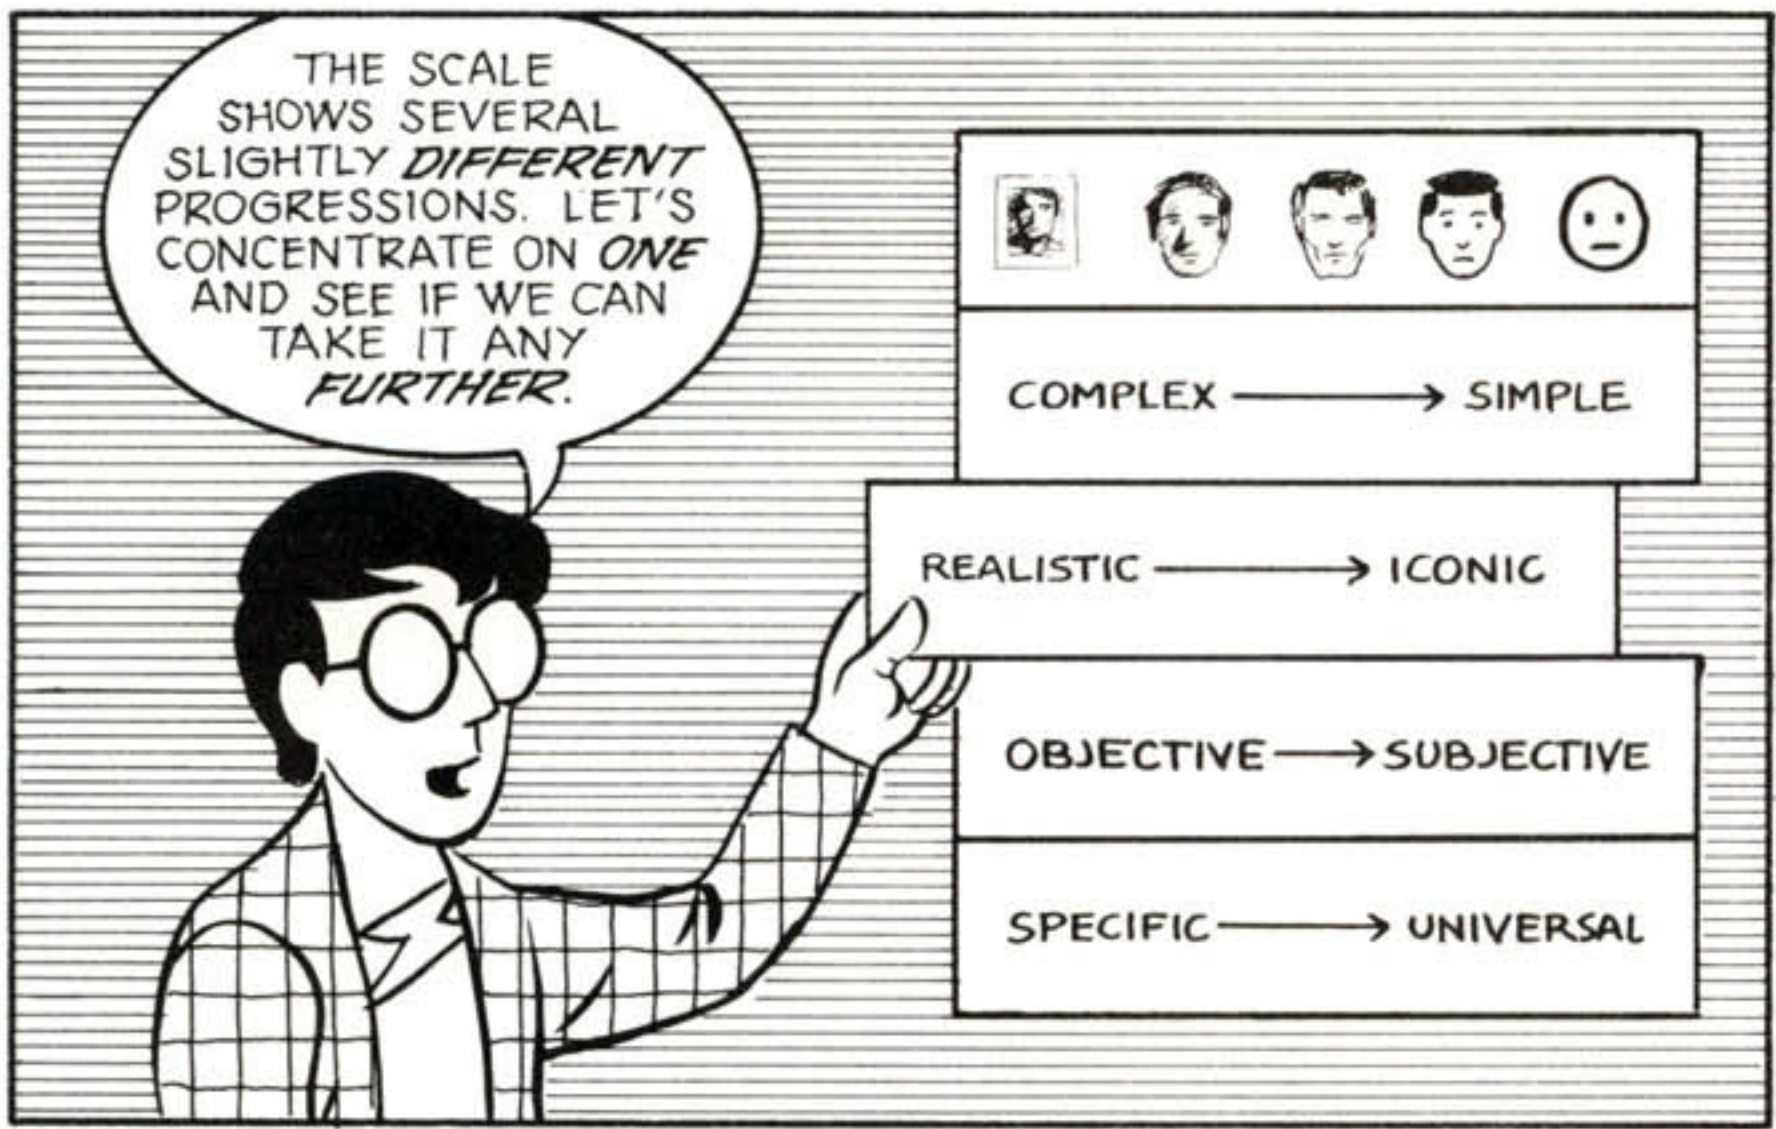 THE SCALE
SHOWS SEVERAL
SLIGHTLY DIFFERENT
PROGRESSIONS. LET'S
CONCENTRATE ON ONE
AND SEE IF WE CAN
TAKE IT ANY
FURTHER.
COMPLEX → SIMPLE
REALISTIC → ICONIC
OBJECTIVE → SUBJECTIVE
SPECIFIC → UNIVERSAL